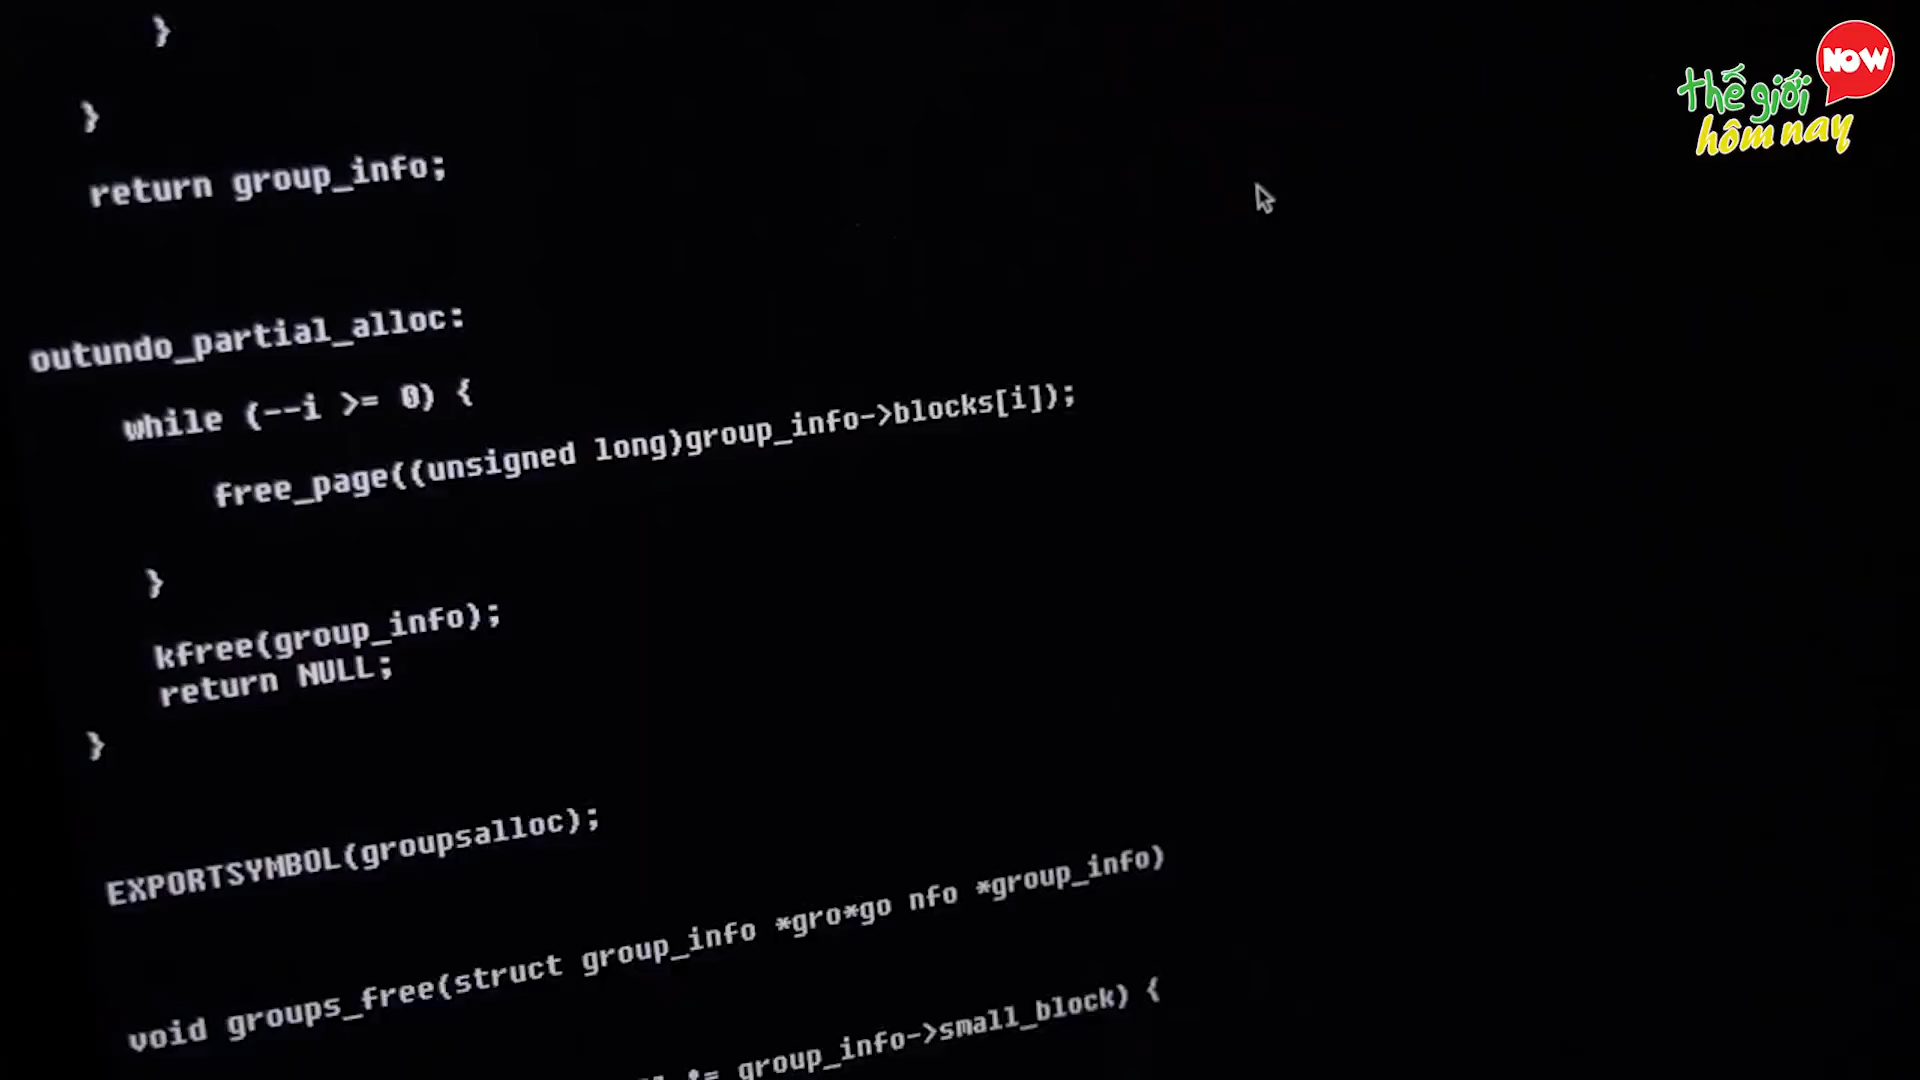 }
}
return group_info;
outundo_partial_alloc:
while (--i >= 0) {
free_page((unsigned long)group_info->blocks[i]);
}
kfree(group_info);
return NULL;
}
EXPORTSYMBOL(groupsalloc);
void groups_free(struct group_info *gro*go nfo *group_info)
group_info->small_block) {
NOW
thế giới
hôm nay